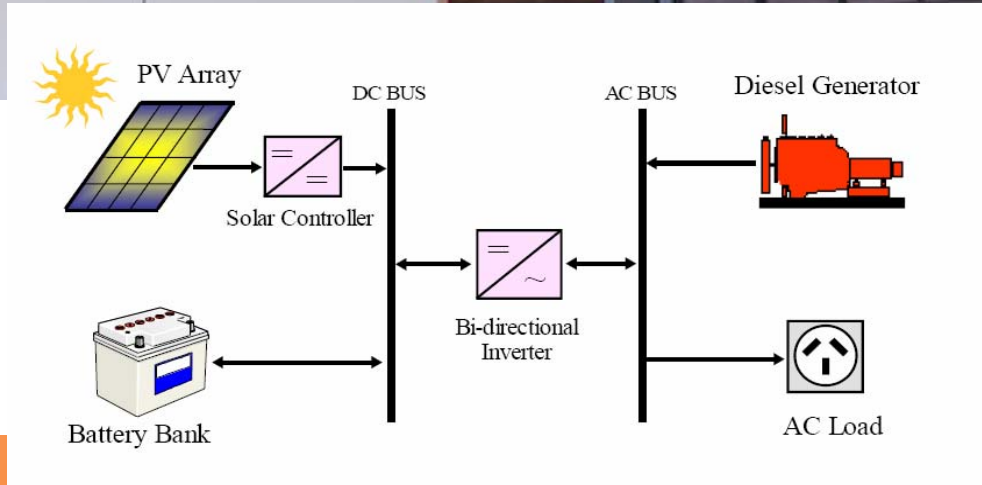 PV Array
DC BUS
AC BUS
Diesel Generator
Solar Controller
Bi-directional
Inverter
Battery Bank
AC Load